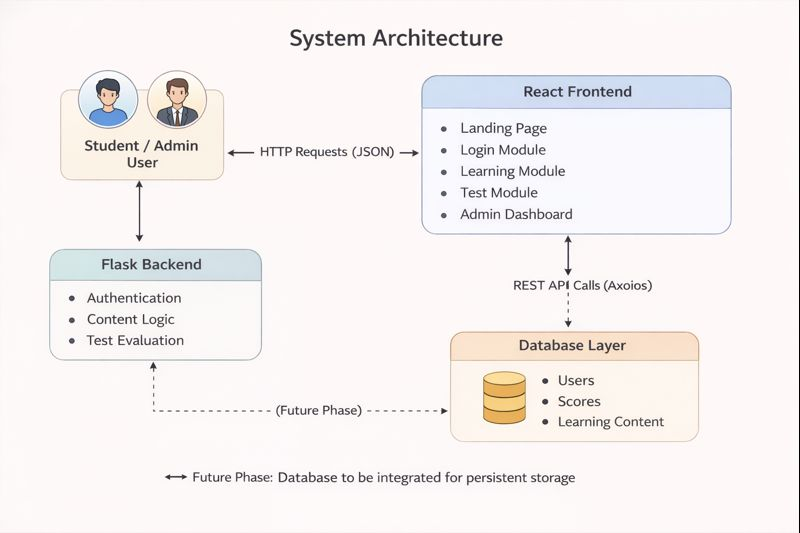 System Architecture
Student / Admin
User
HTTP Requests (JSON)
React Frontend
● Landing Page
● Login Module
● Learning Module
● Test Module
● Admin Dashboard
Flask Backend
● Authentication
● Content Logic
● Test Evaluation
REST API Calls (Axoios)
Database Layer
● Users
● Scores
● Learning Content
(Future Phase)
Future Phase: Database to be integrated for persistent storage